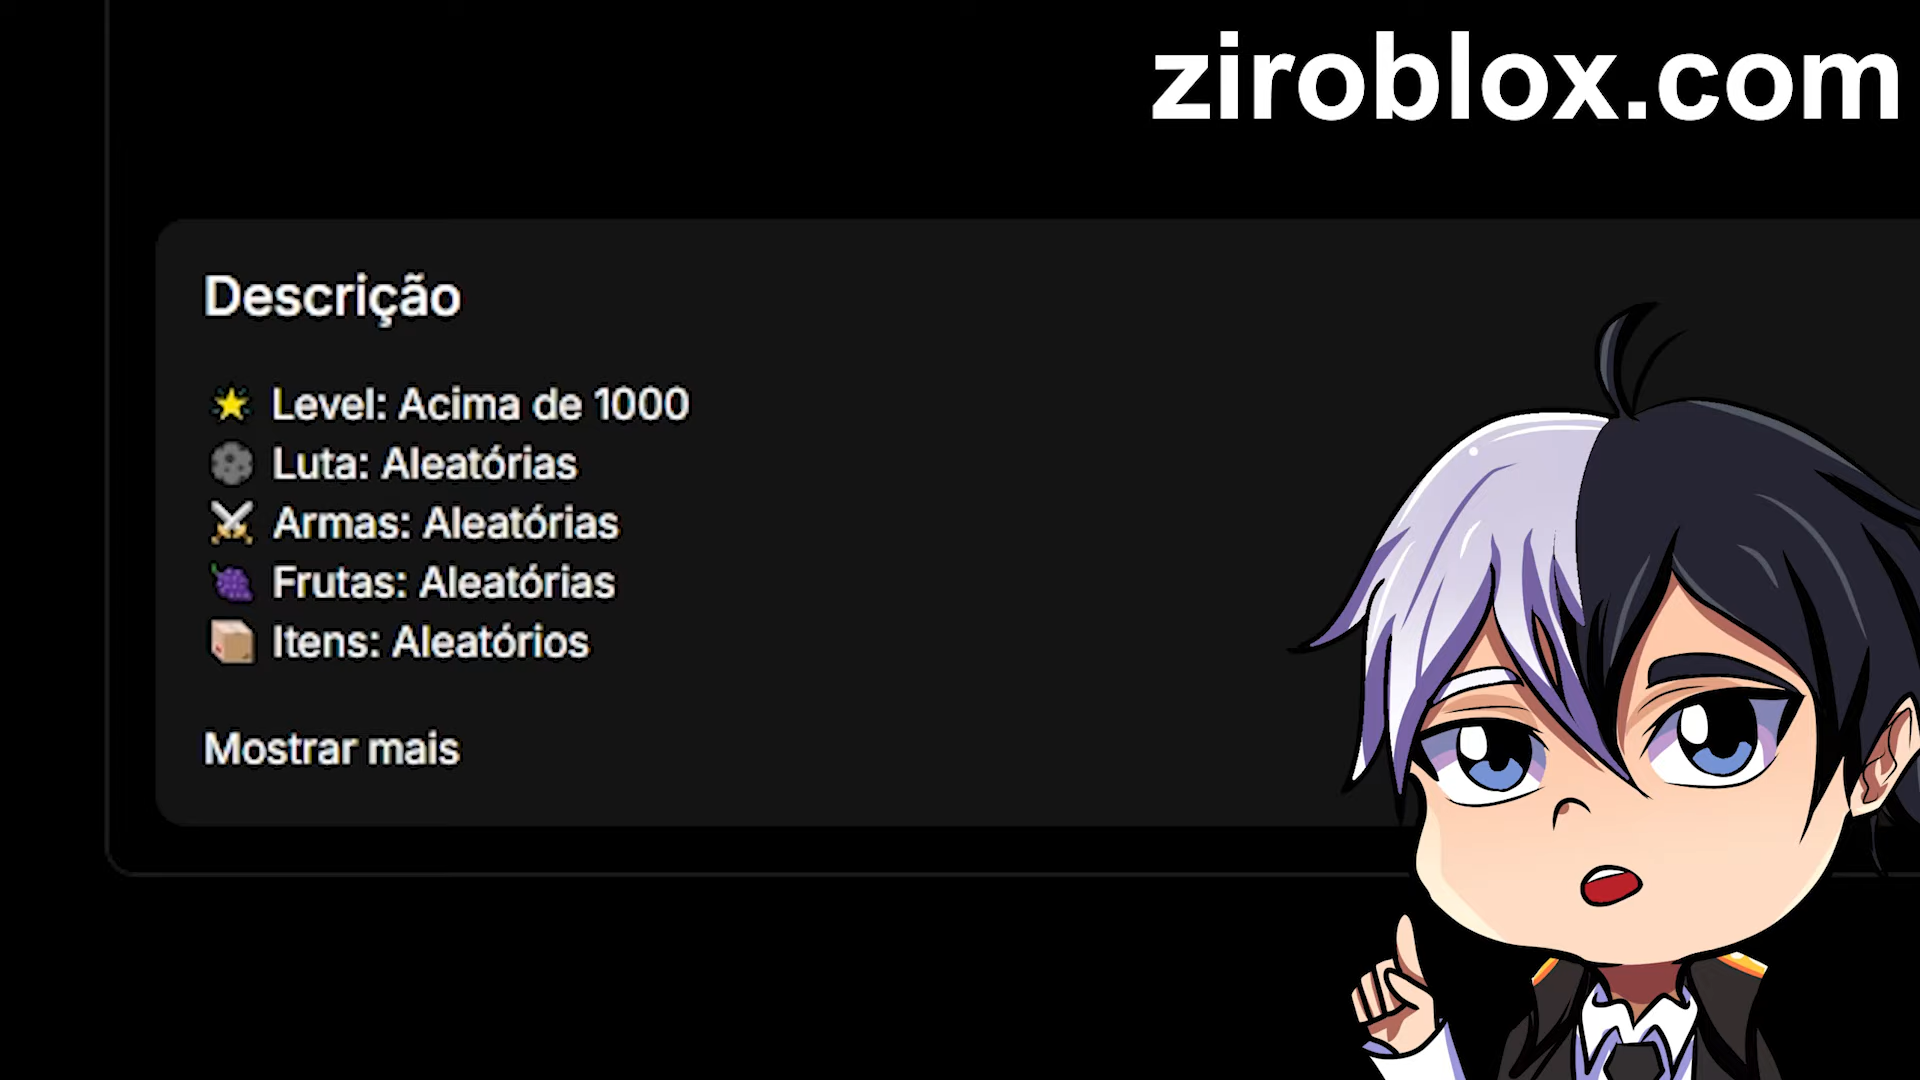 ziroblox.com
Descrição
Level: Acima de 1000
Luta: Aleatórias
Armas: Aleatórias
Frutas: Aleatórias
Itens: Aleatórios
Mostrar mais